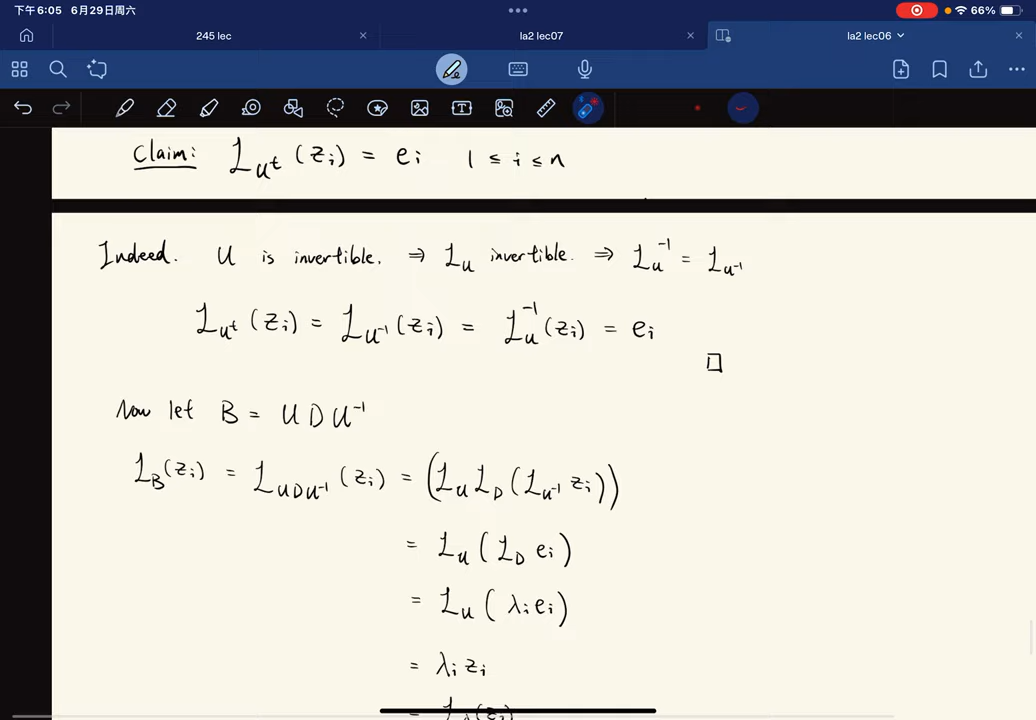 下午6:05 6月29日周六
66%
245 lec
la2 lec07
la2 lec06
Claim: L_{U^t}(z_i) = e_i 1 ≤ i ≤ n
Indeed. U is invertible. ⇒ L_U invertible. ⇒ L_U^{-1} = L_{U^{-1}}
L_{U^t}(z_i) = L_{U^{-1}}(z_i) = L_U^{-1}(z_i) = e_i
□
Now let B = U D U^{-1}
L_B(z_i) = L_{UDU^{-1}}(z_i) = (L_U L_D (L_{U^{-1}} z_i))
= L_U (L_D e_i)
= L_U (λ_i e_i)
= λ_i z_i